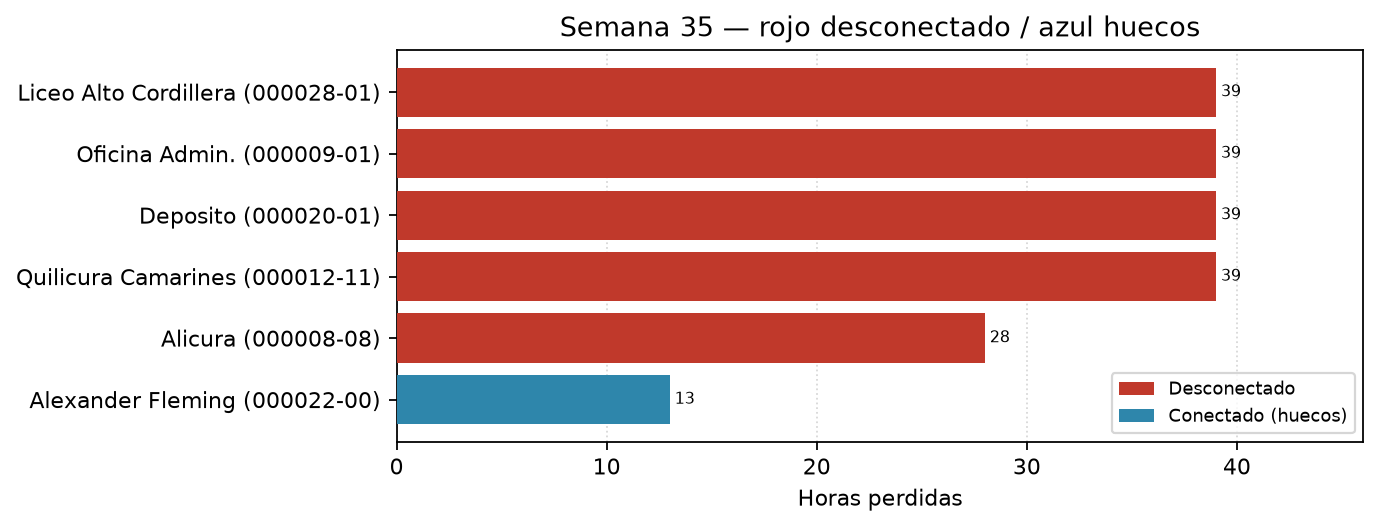 Semana 35 — rojo desconectado / azul huecos
Liceo Alto Cordillera (000028-01)
39
Oficina Admin. (000009-01)
39
Deposito (000020-01)
39
Quilicura Camarines (000012-11)
39
Alicura (000008-08)
28
Alexander Fleming (000022-00)
13
Desconectado
Conectado (huecos)
0 10 20 30 40
Horas perdidas